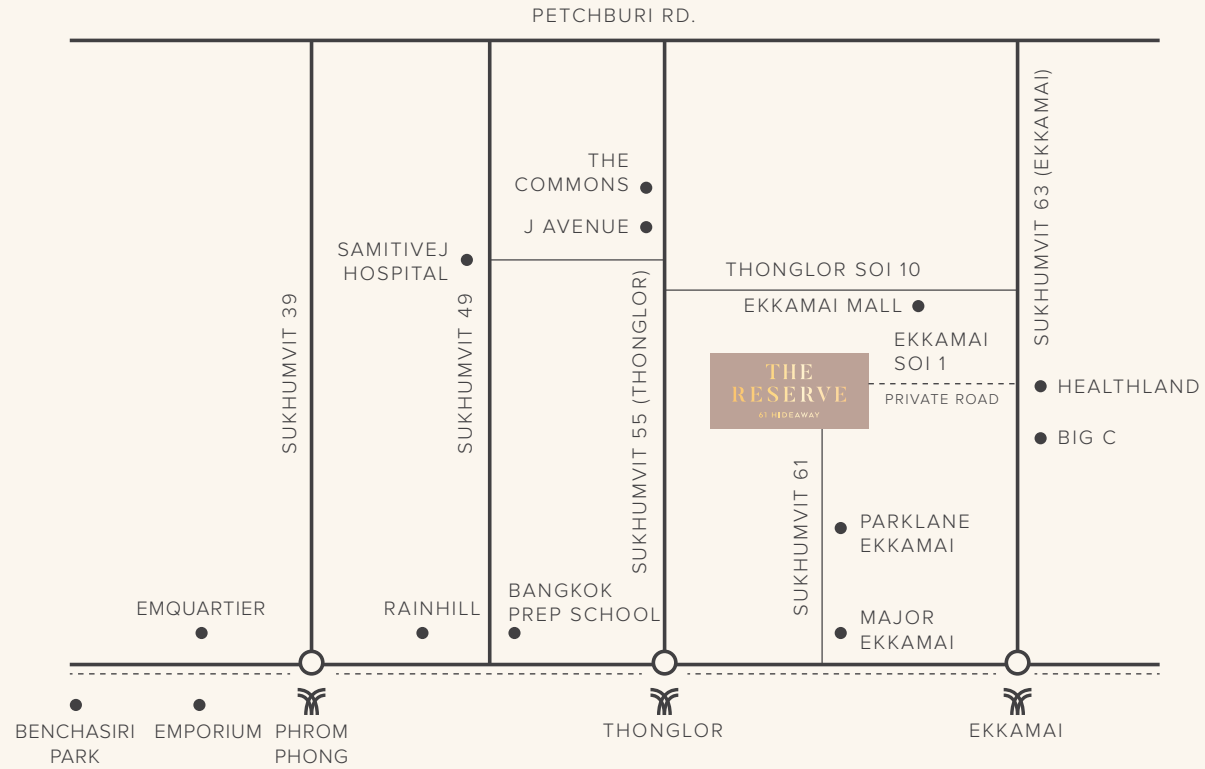 PETCHBURI RD.
SUKHUMVIT 63 (EKKAMAI)
THE
COMMONS
J AVENUE
SAMITIVEJ
HOSPITAL
THONGLOR SOI 10
EKKAMAI MALL
SUKHUMVIT 39
SUKHUMVIT 49
SUKHUMVIT 55 (THONGLOR)
EKKAMAI
SOI 1
THE
RESERVE
61 HIDEAWAY
PRIVATE ROAD
HEALTHLAND
BIG C
SUKHUMVIT 61
PARKLANE
EKKAMAI
EMQUARTIER
RAINHILL
BANGKOK
PREP SCHOOL
MAJOR
EKKAMAI
BENCHASIRI
PARK
EMPORIUM
PHROM
PHONG
THONGLOR
EKKAMAI